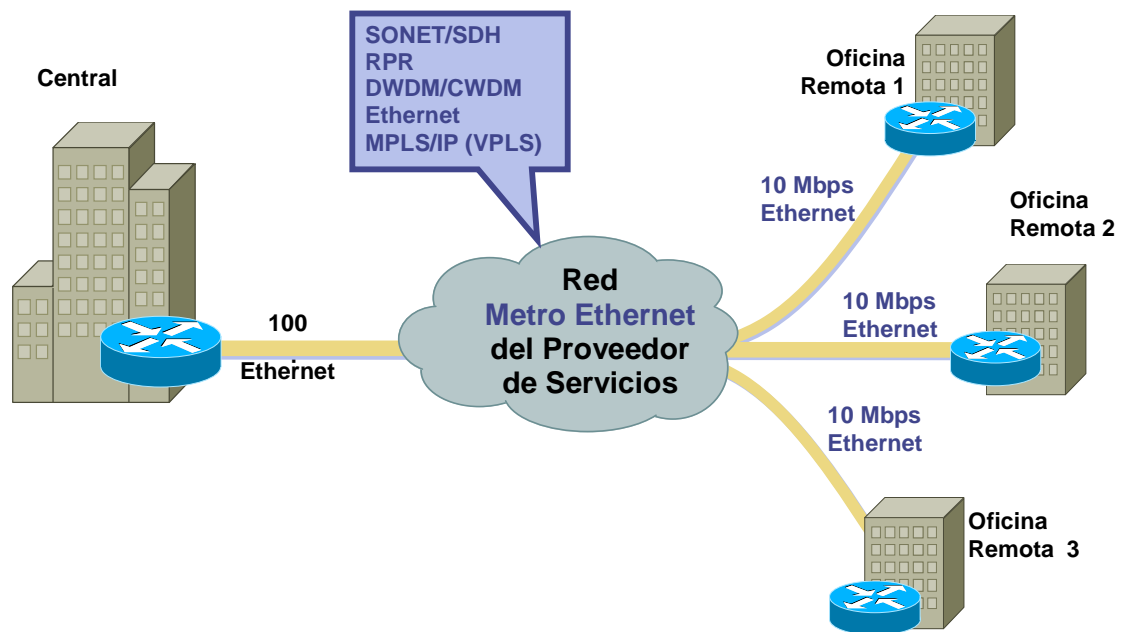 SONET/SDH
RPR
DWDM/CWDM
Ethernet
MPLS/IP (VPLS)
Central
Oficina
Remota 1
10 Mbps
Ethernet
Oficina
Remota 2
Red
Metro Ethernet
del Proveedor
de Servicios
100
Ethernet
10 Mbps
Ethernet
10 Mbps
Ethernet
Oficina
Remota 3